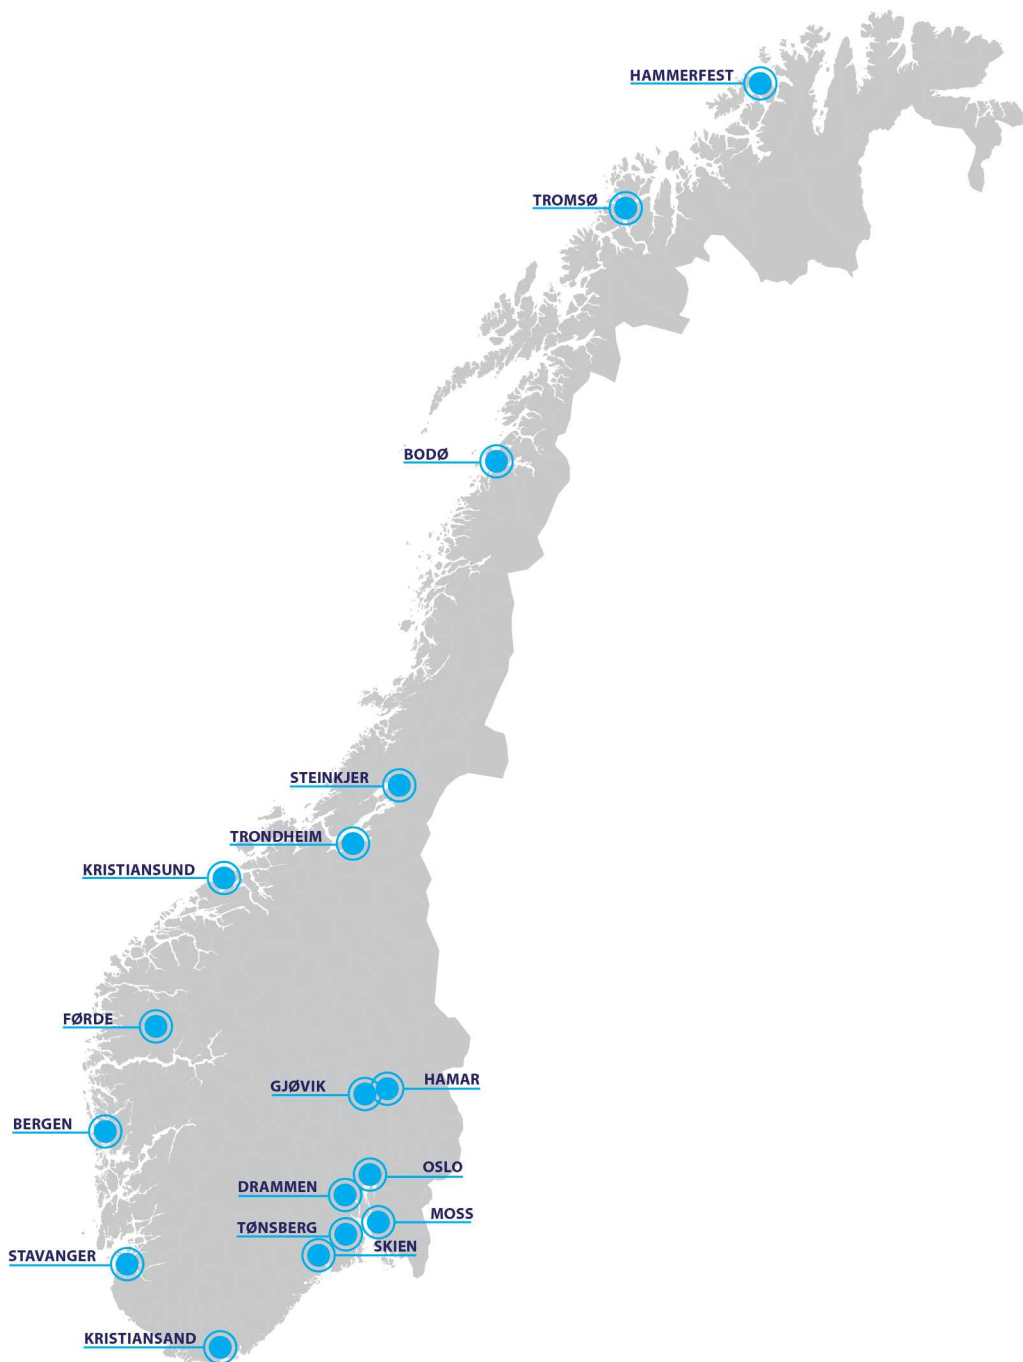 HAMMERFEST
TROMSØ
BODØ
STEINKJER
TRONDHEIM
KRISTIANSUND
FØRDE
HAMAR
GJØVIK
BERGEN
OSLO
DRAMMEN
MOSS
TØNSBERG
SKIEN
STAVANGER
KRISTIANSAND